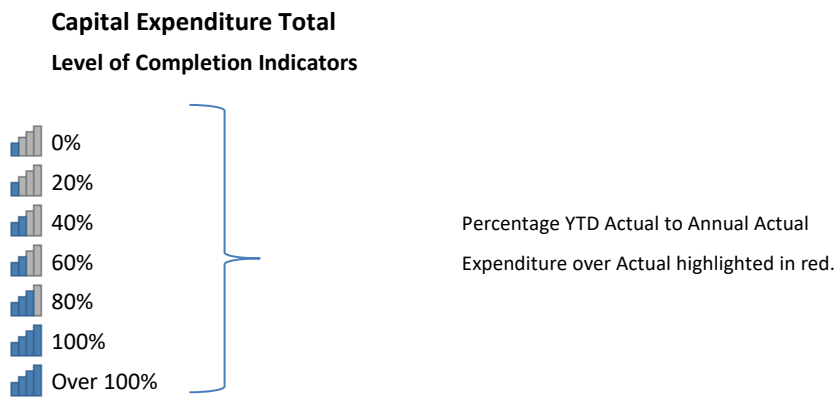 Capital Expenditure Total
Level of Completion Indicators
0%
20%
40%
60%
80%
100%
Over 100%
Percentage YTD Actual to Annual Actual
Expenditure over Actual highlighted in red.